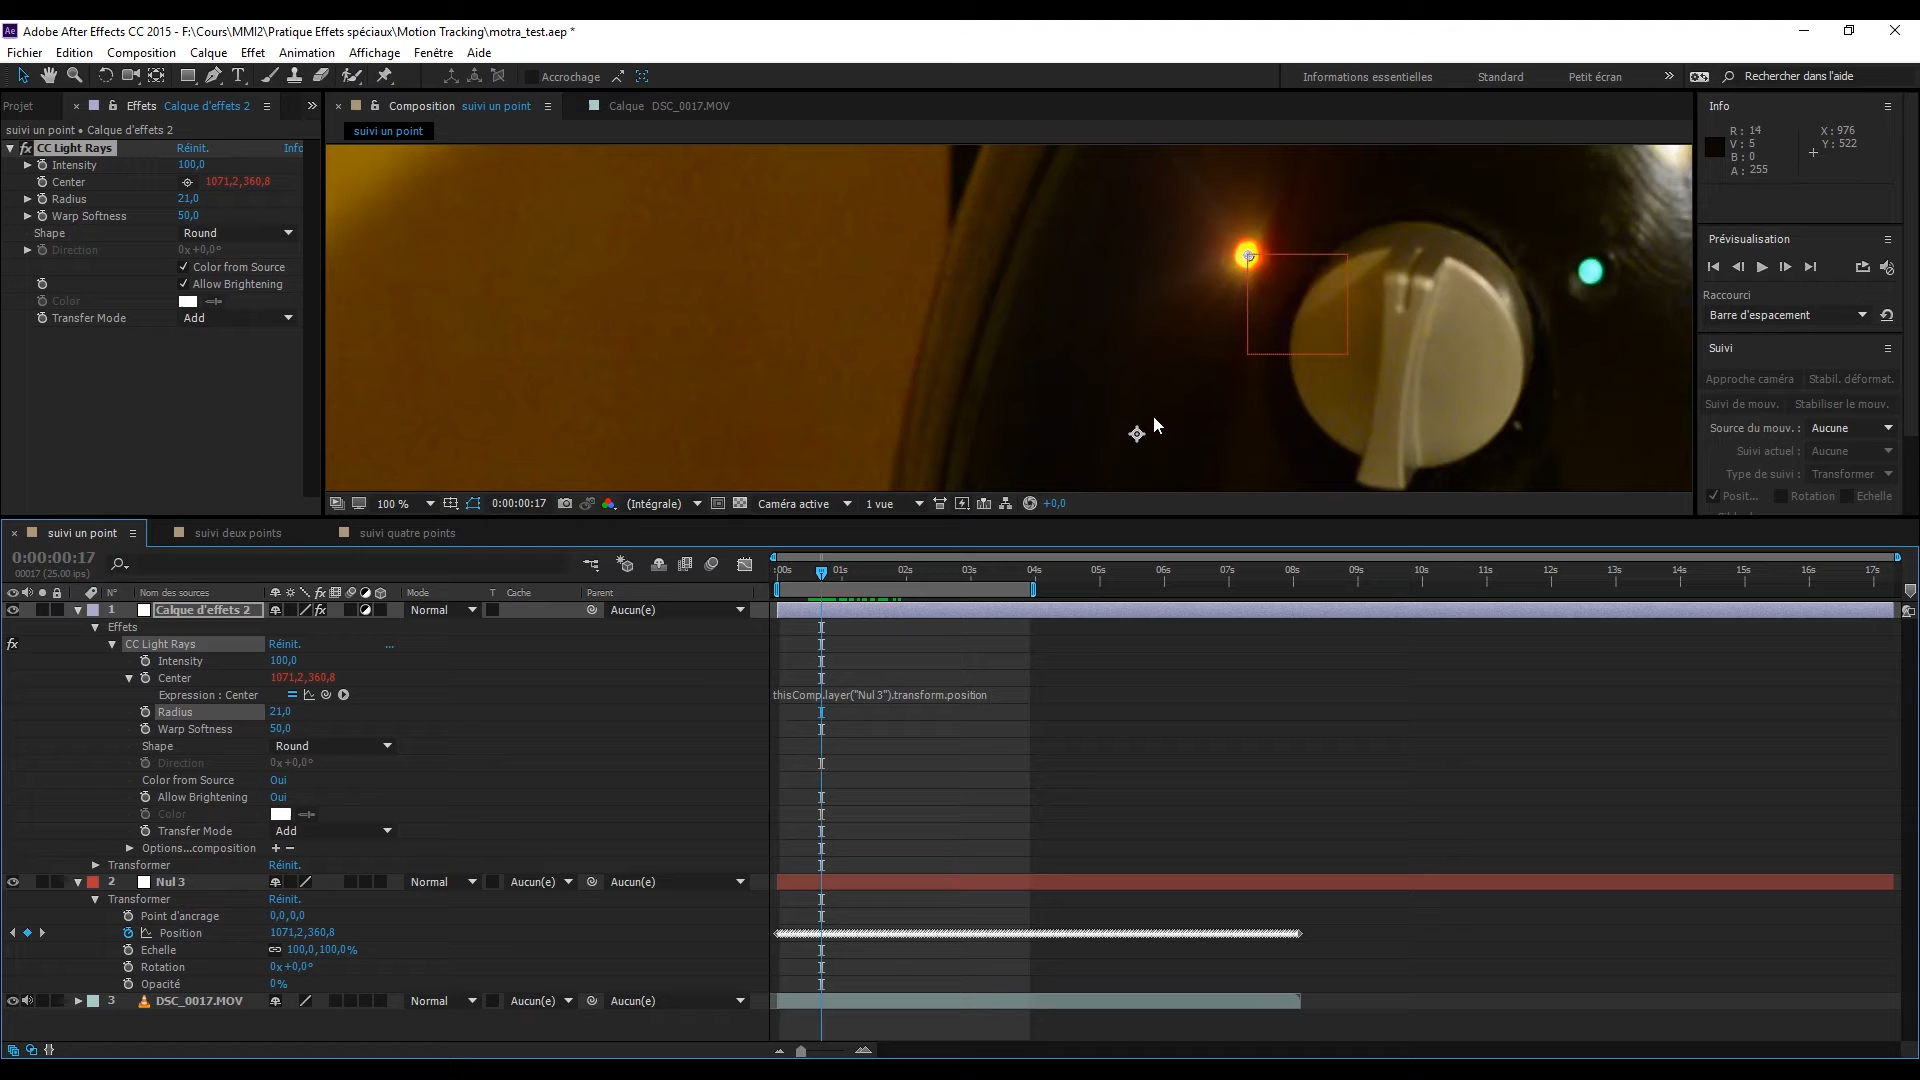 Adobe After Effects CC 2015 - F:\Cours\MMI2\Pratique Effets spéciaux\Motion Tracking\motra_test.aep *
Fichier Edition Composition Calque Effet Animation Affichage Fenêtre Aide
Accrochage Informations essentielles Standard Petit écran Rechercher dans l'aide
Projet Effets Calque d'effets 2 Composition suivi un point Calque DSC_0017.MOV Info
suivi un point • Calque d'effets 2 suivi un point
CC Light Rays Réinit. Info
Intensity 100,0
Center 1071,2,360,8
Radius 21,0
Warp Softness 50,0
Shape Round
Direction 0x+0,0°
Color from Source
Allow Brightening
Color
Transfer Mode Add
R : 14 X : 976
V : 5 Y : 522
B : 0
A : 255
Prévisualisation
Raccourci
Barre d'espacement
Suivi
Approche caméra Stabil. déformat.
Suivi de mouv. Stabiliser le mouv.
Source du mouv. : Aucune
Suivi actuel : Aucune
Type de suivi : Transformer
Posit... Rotation Echelle
100 % 0:00:00:17 (Intégrale) Caméra active 1 vue +0,0
suivi un point suivi deux points suivi quatre points
0:00:00:17
00017 (25.00 ips)
:00s 01s 02s 03s 04s 05s 06s 07s 08s 09s 10s 11s 12s 13s 14s 15s 16s 17s
N° Nom des sources Mode T Cache Parent
1 Calque d'effets 2 Normal Aucun(e)
Effets
CC Light Rays Réinit. ...
Intensity 100,0
Center 1071,2,360,8
Expression : Center thisComp.layer("Nul 3").transform.position
Radius 21,0
Warp Softness 50,0
Shape Round
Direction 0x+0,0°
Color from Source Oui
Allow Brightening Oui
Color
Transfer Mode Add
Options...composition + −
Transformer Réinit.
2 Nul 3 Normal Aucun(e) Aucun(e)
Transformer Réinit.
Point d'ancrage 0,0,0,0
Position 1071,2,360,8
Echelle 100,0,100,0%
Rotation 0x+0,0°
Opacité 0%
3 DSC_0017.MOV Normal Aucun(e) Aucun(e)